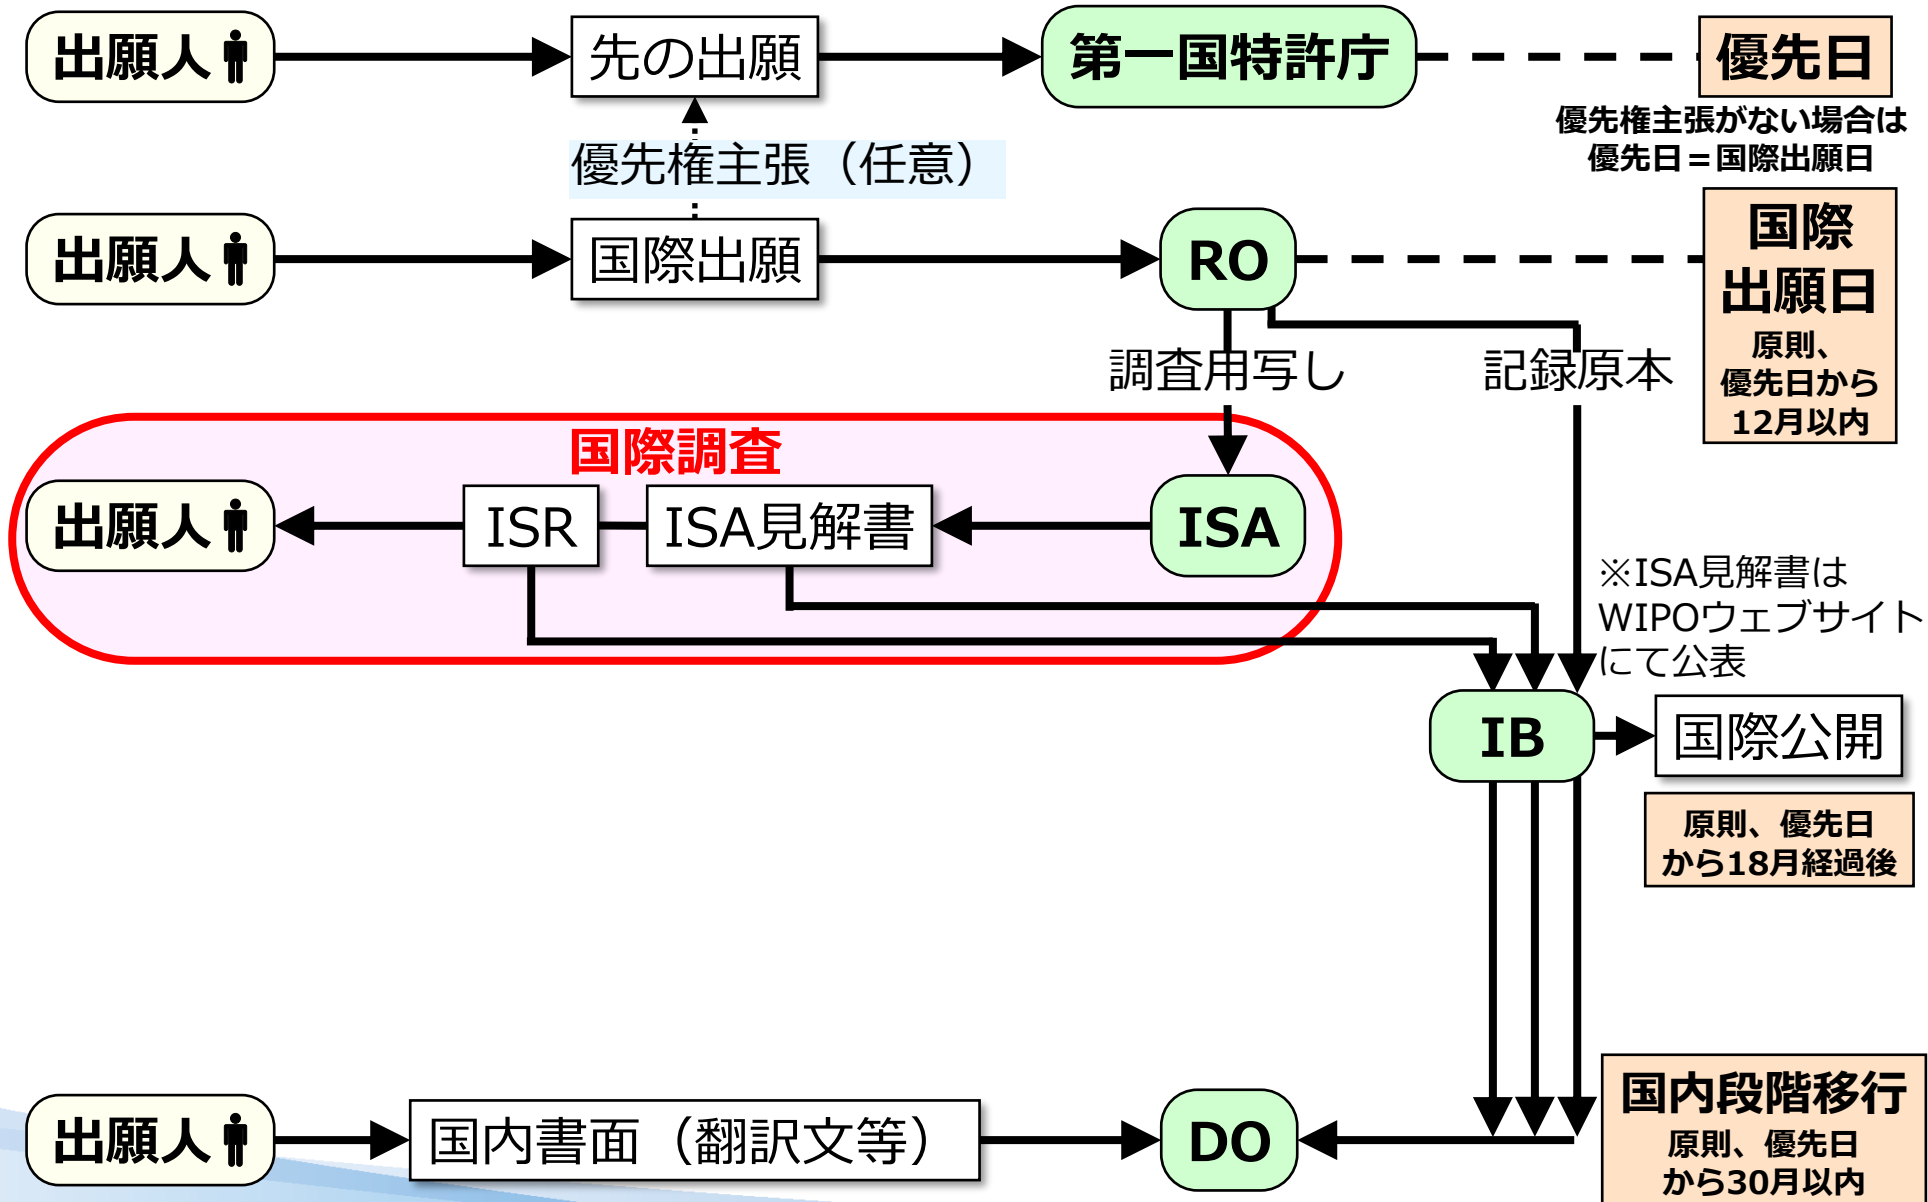 出願人
先の出願
第一国特許庁
優先日
優先権主張がない場合は
優先日＝国際出願日
優先権主張（任意）
出願人
国際出願
RO
国際
出願日
原則、
優先日から
12月以内
調査用写し
記録原本
国際調査
出願人
ISR
ISA見解書
ISA
※ISA見解書は
WIPOウェブサイト
にて公表
IB
国際公開
原則、優先日
から18月経過後
出願人
国内書面（翻訳文等）
DO
国内段階移行
原則、優先日
から30月以内